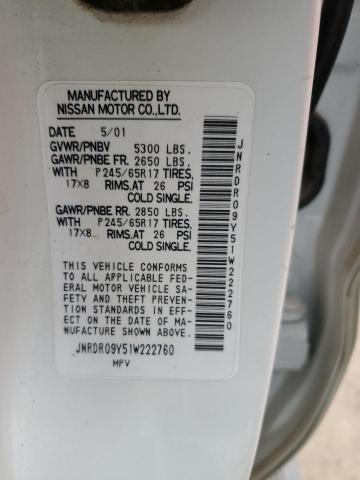 MANUFACTURED BY
NISSAN MOTOR CO.,LTD.
DATE 5/01
GVWR/PNBV 5300 LBS.
GAWR/PNBE FR. 2650 LBS.
WITH P245/65R17 TIRES,
17X8 RIMS,AT 26 PSI
COLD SINGLE.
GAWR/PNBE RR. 2850 LBS.
WITH P245/65R17 TIRES,
17X8 RIMS,AT 26 PSI
COLD SINGLE.
THIS VEHICLE CONFORMS
TO ALL APPLICABLE FED-
ERAL MOTOR VEHICLE SA-
FETY AND THEFT PREVEN-
TION STANDARDS IN EFF-
ECT ON THE DATE OF MA-
NUFACTURE SHOWN ABOVE.
JNRDR09Y51W222760
MPV
JNRDR09Y51W222760